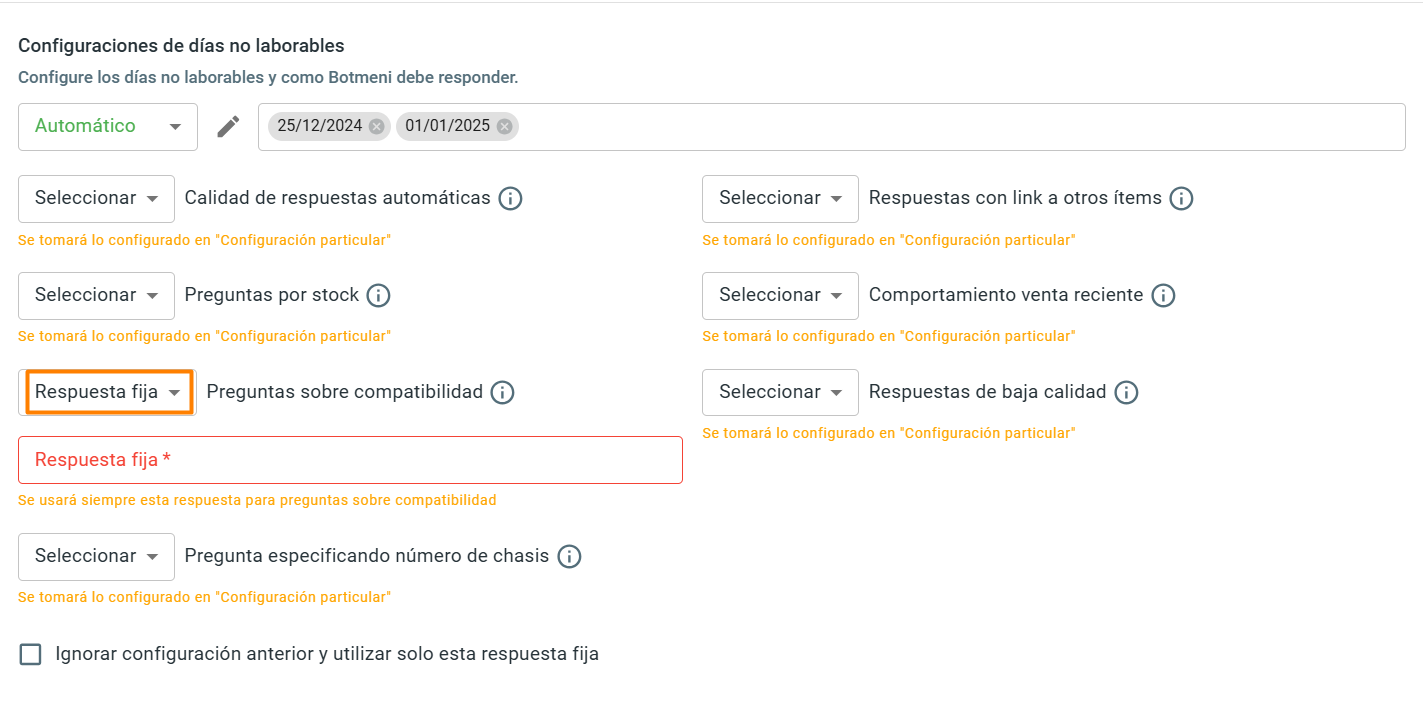 Configuraciones de días no laborables
Configure los días no laborables y como Botmeni debe responder.
Automático 25/12/2024 01/01/2025
Seleccionar Calidad de respuestas automáticas
Se tomará lo configurado en "Configuración particular"
Seleccionar Respuestas con link a otros ítems
Se tomará lo configurado en "Configuración particular"
Seleccionar Preguntas por stock
Se tomará lo configurado en "Configuración particular"
Seleccionar Comportamiento venta reciente
Se tomará lo configurado en "Configuración particular"
Respuesta fija Preguntas sobre compatibilidad
Respuesta fija *
Se usará siempre esta respuesta para preguntas sobre compatibilidad
Seleccionar Respuestas de baja calidad
Se tomará lo configurado en "Configuración particular"
Seleccionar Pregunta especificando número de chasis
Se tomará lo configurado en "Configuración particular"
Ignorar configuración anterior y utilizar solo esta respuesta fija